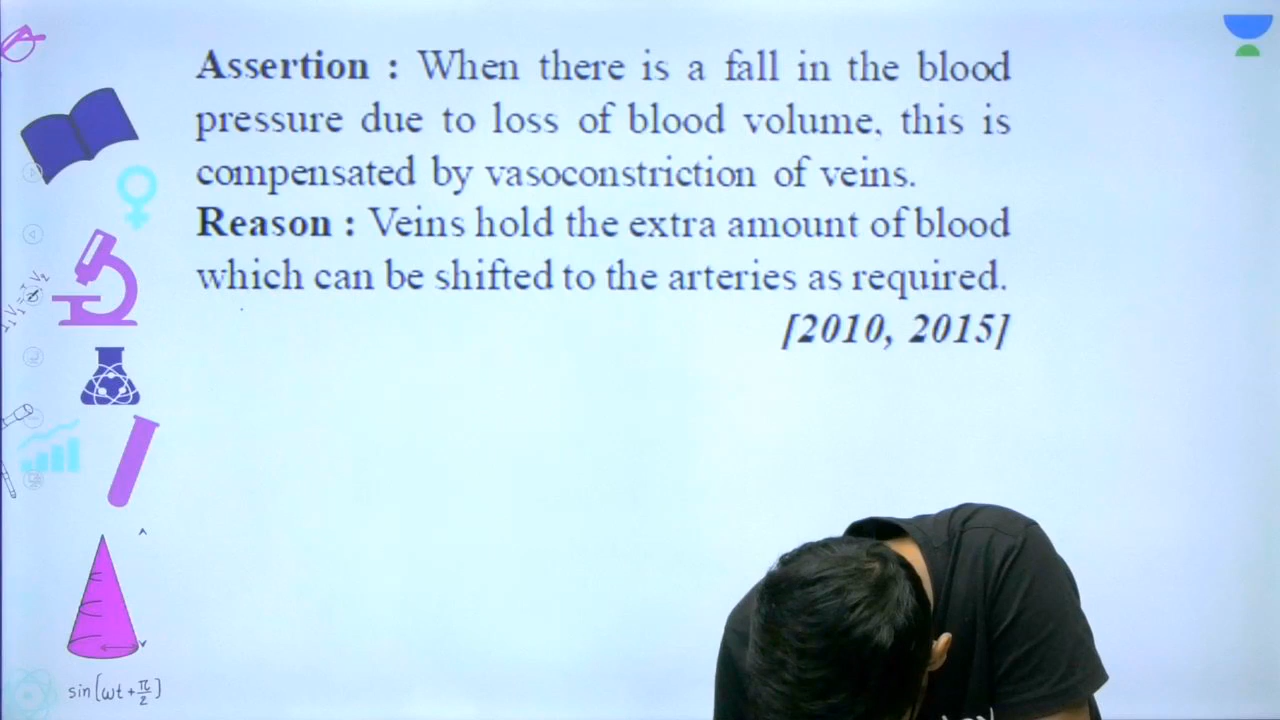 Assertion : When there is a fall in the blood
pressure due to loss of blood volume, this is
compensated by vasoconstriction of veins.
Reason : Veins hold the extra amount of blood
which can be shifted to the arteries as required.
[2010, 2015]
sin(ωt+π/2)